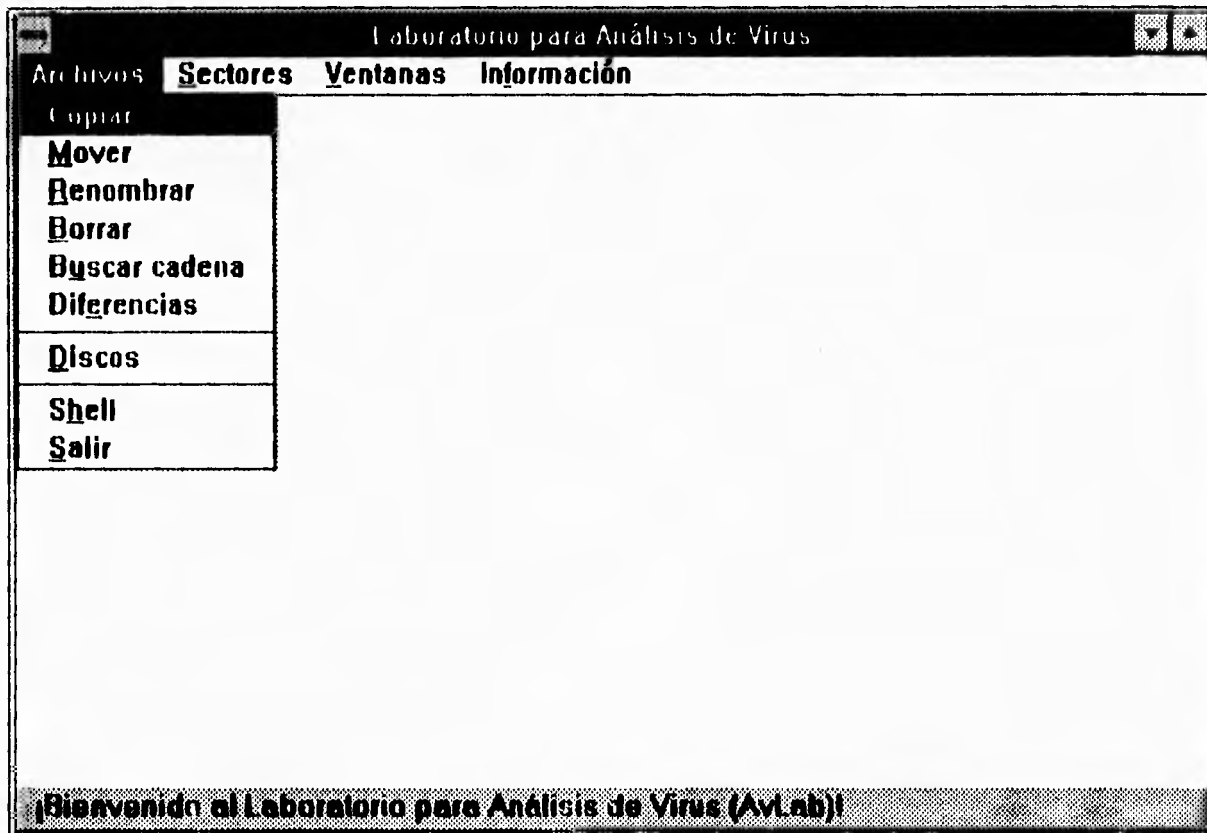 Laboratorio para Análisis de Virus
Archivos Sectores Ventanas Información
Copiar
Mover
Renombrar
Borrar
Buscar cadena
Diferencias
Discos
Shell
Salir
¡Bienvenido al Laboratorio para Análisis de Virus (AvLab)!